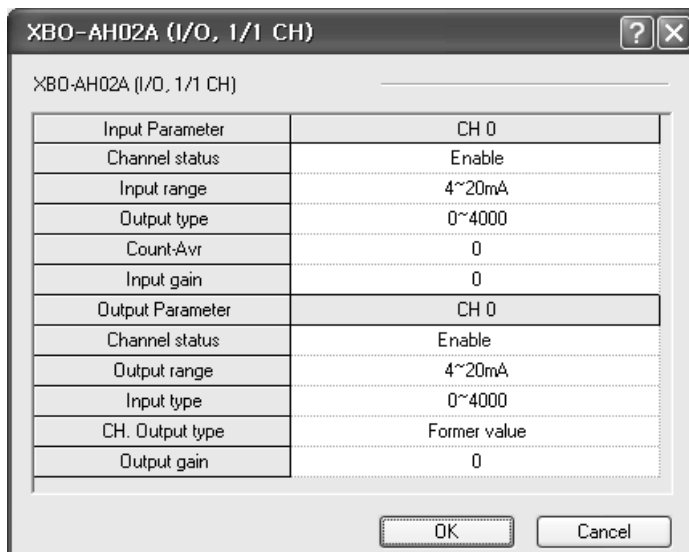 XBO-AH02A (I/O, 1/1 CH)
XBO-AH02A (I/O, 1/1 CH)
Input Parameter CH 0
Channel status Enable
Input range 4~20mA
Output type 0~4000
Count-Avr 0
Input gain 0
Output Parameter CH 0
Channel status Enable
Output range 4~20mA
Input type 0~4000
CH. Output type Former value
Output gain 0
OK Cancel